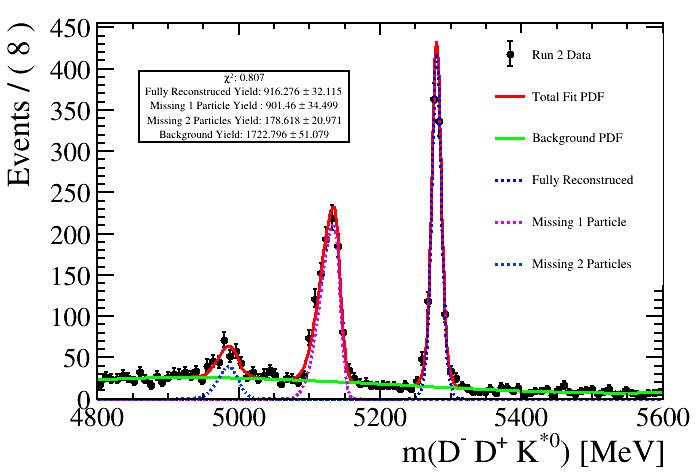 Events / ( 8 )
450
400
350
300
250
200
150
100
50
0
χ²: 0.807
Fully Reconstruced Yield: 916.276 ± 32.115
Missing 1 Particle Yield : 901.46 ± 34.499
Missing 2 Particles Yield: 178.618 ± 20.971
Background Yield: 1722.796 ± 51.079
Run 2 Data
Total Fit PDF
Background PDF
Fully Reconstruced
Missing 1 Particle
Missing 2 Particles
4800 5000 5200 5400 5600
m(D⁻ D⁺ K*⁰) [MeV]